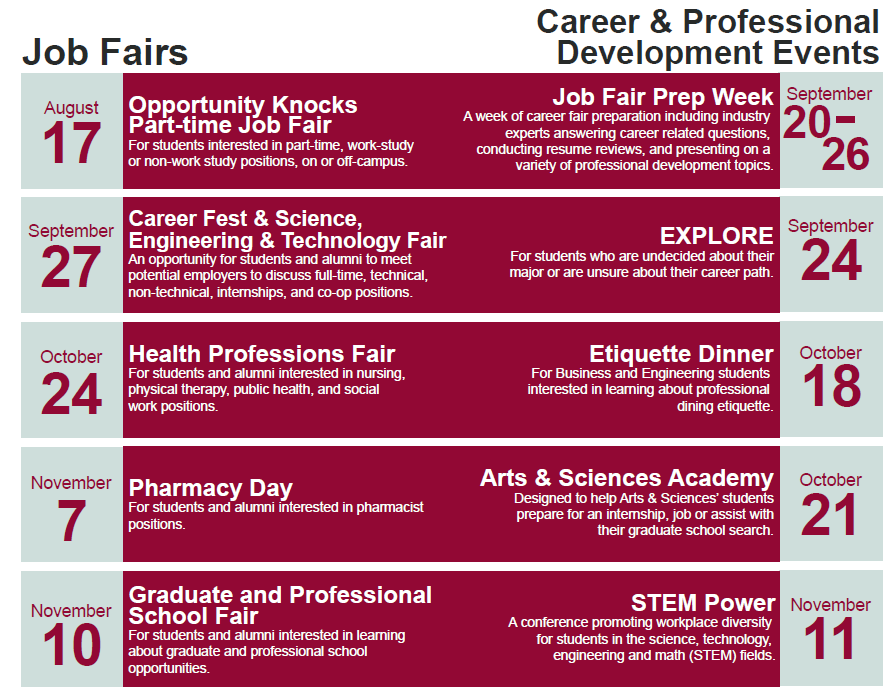 Job Fairs
Career & Professional
Development Events
August
17
Opportunity Knocks
Part-time Job Fair
For students interested in part-time, work-study
or non-work study positions, on or off-campus.
Job Fair Prep Week
A week of career fair preparation including industry
experts answering career related questions,
conducting resume reviews, and presenting on a
variety of professional development topics.
September
20-
26
September
27
Career Fest & Science,
Engineering & Technology Fair
An opportunity for students and alumni to meet
potential employers to discuss full-time, technical,
non-technical, internships, and co-op positions.
EXPLORE
For students who are undecided about their
major or are unsure about their career path.
September
24
October
24
Health Professions Fair
For students and alumni interested in nursing,
physical therapy, public health, and social
work positions.
Etiquette Dinner
For Business and Engineering students
interested in learning about professional
dining etiquette.
October
18
November
7
Pharmacy Day
For students and alumni interested in pharmacist
positions.
Arts & Sciences Academy
Designed to help Arts & Sciences' students
prepare for an internship, job or assist with
their graduate school search.
October
21
November
10
Graduate and Professional
School Fair
For students and alumni interested in learning
about graduate and professional school
opportunities.
STEM Power
A conference promoting workplace diversity
for students in the science, technology,
engineering and math (STEM) fields.
November
11